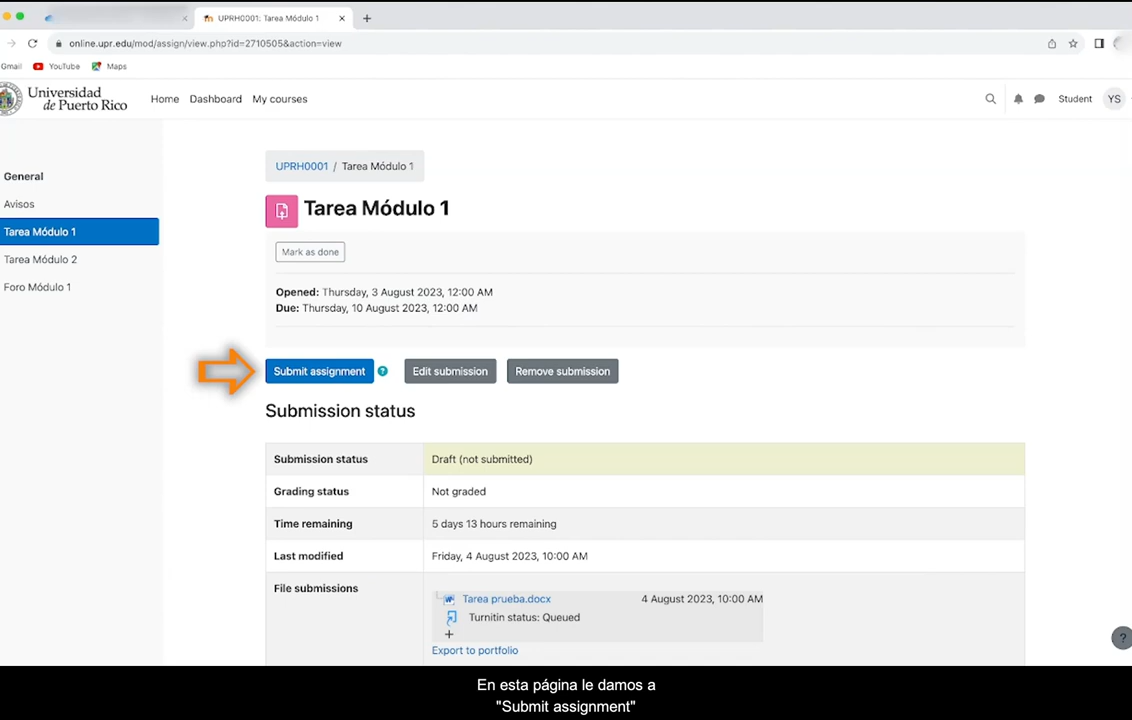 UPRH0001: Tarea Módulo 1
online.upr.edu/mod/assign/view.php?id=2710505&action=view
Gmail YouTube Maps
Universidad
de Puerto Rico
Home Dashboard My courses
Student YS
General
Avisos
Tarea Módulo 1
Tarea Módulo 2
Foro Módulo 1
UPRH0001 / Tarea Módulo 1
Tarea Módulo 1
Mark as done
Opened: Thursday, 3 August 2023, 12:00 AM
Due: Thursday, 10 August 2023, 12:00 AM
Submit assignment ? Edit submission Remove submission
Submission status
Submission status Draft (not submitted)
Grading status Not graded
Time remaining 5 days 13 hours remaining
Last modified Friday, 4 August 2023, 10:00 AM
File submissions
Tarea prueba.docx 4 August 2023, 10:00 AM
Turnitin status: Queued
+
Export to portfolio
?
En esta página le damos a
"Submit assignment"